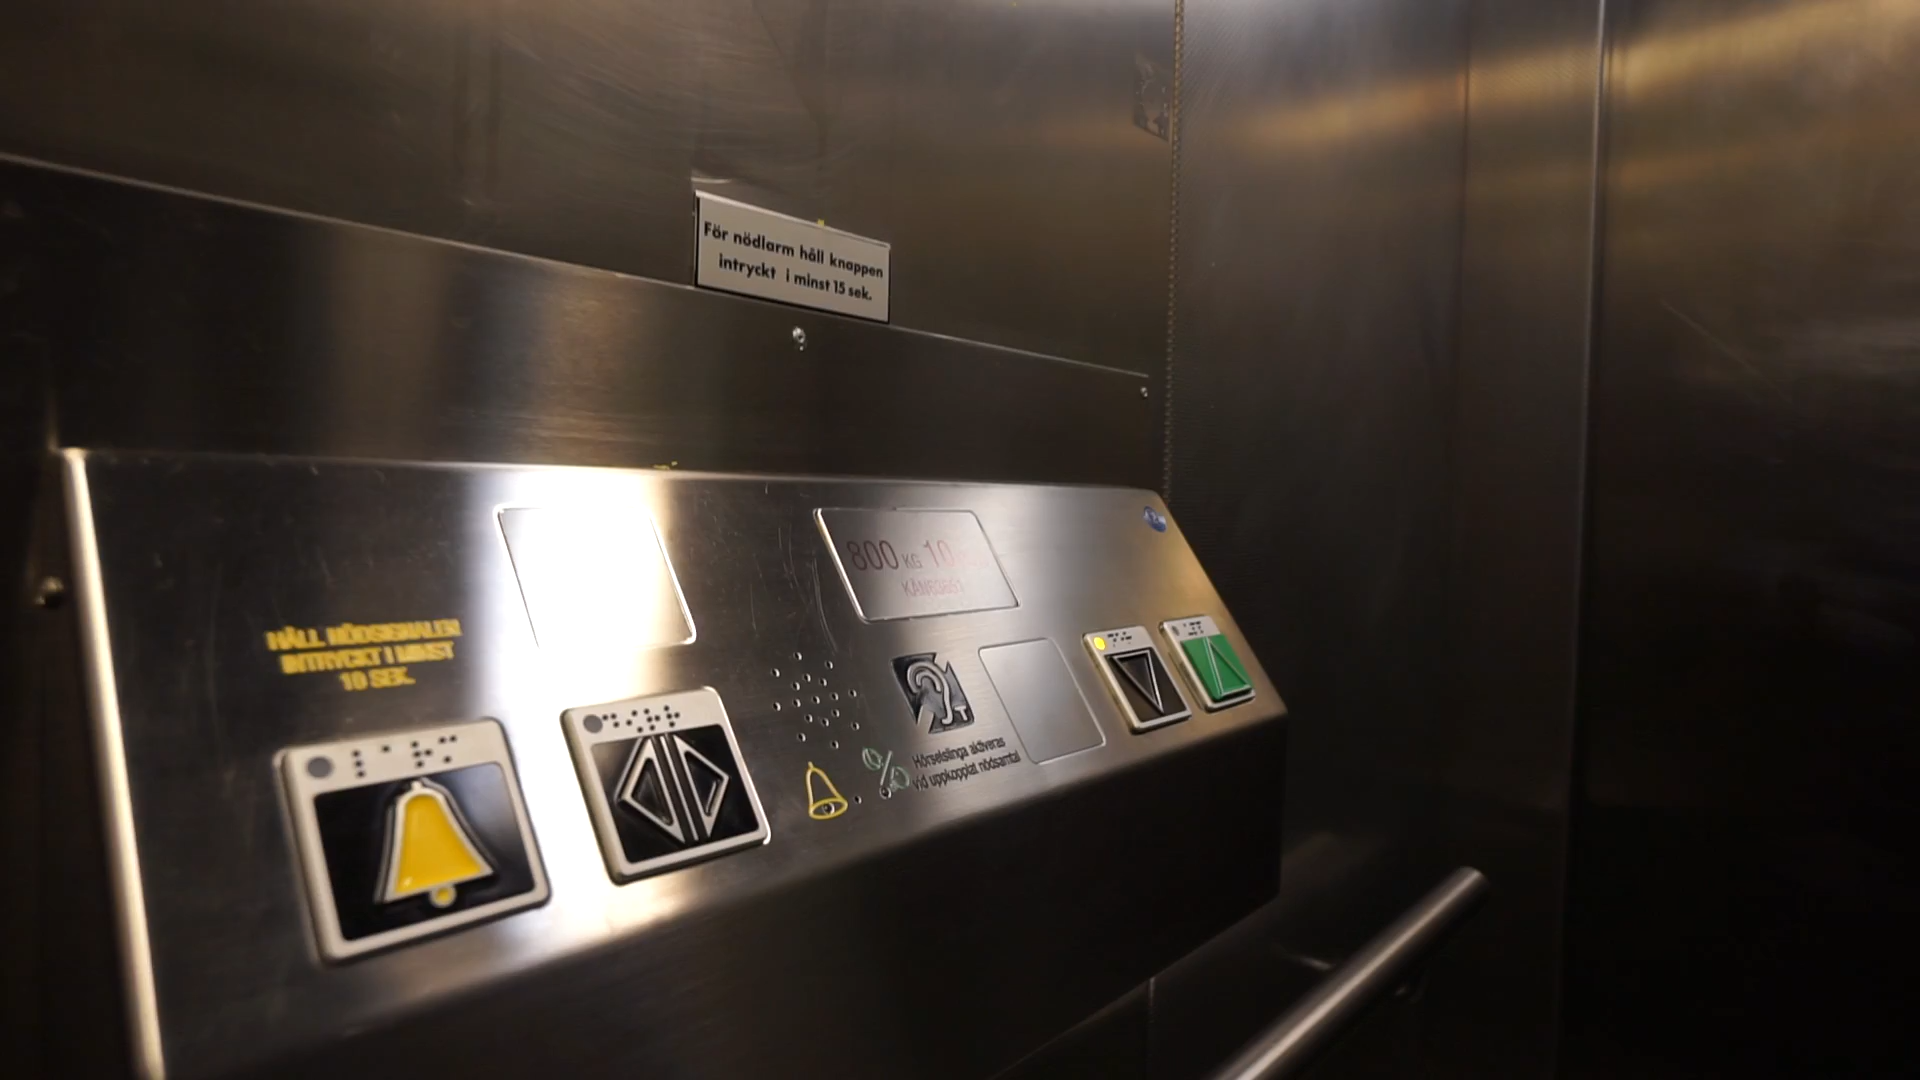 För nödlarm håll knappen
intryckt i minst 15 sek.
800 KG 10
HÅLL NÖDSIGNALEN
INTRYCKT I MINST
10 SEK.
T
Hörselslinga aktiveras
vid uppkopplat nödsamtal